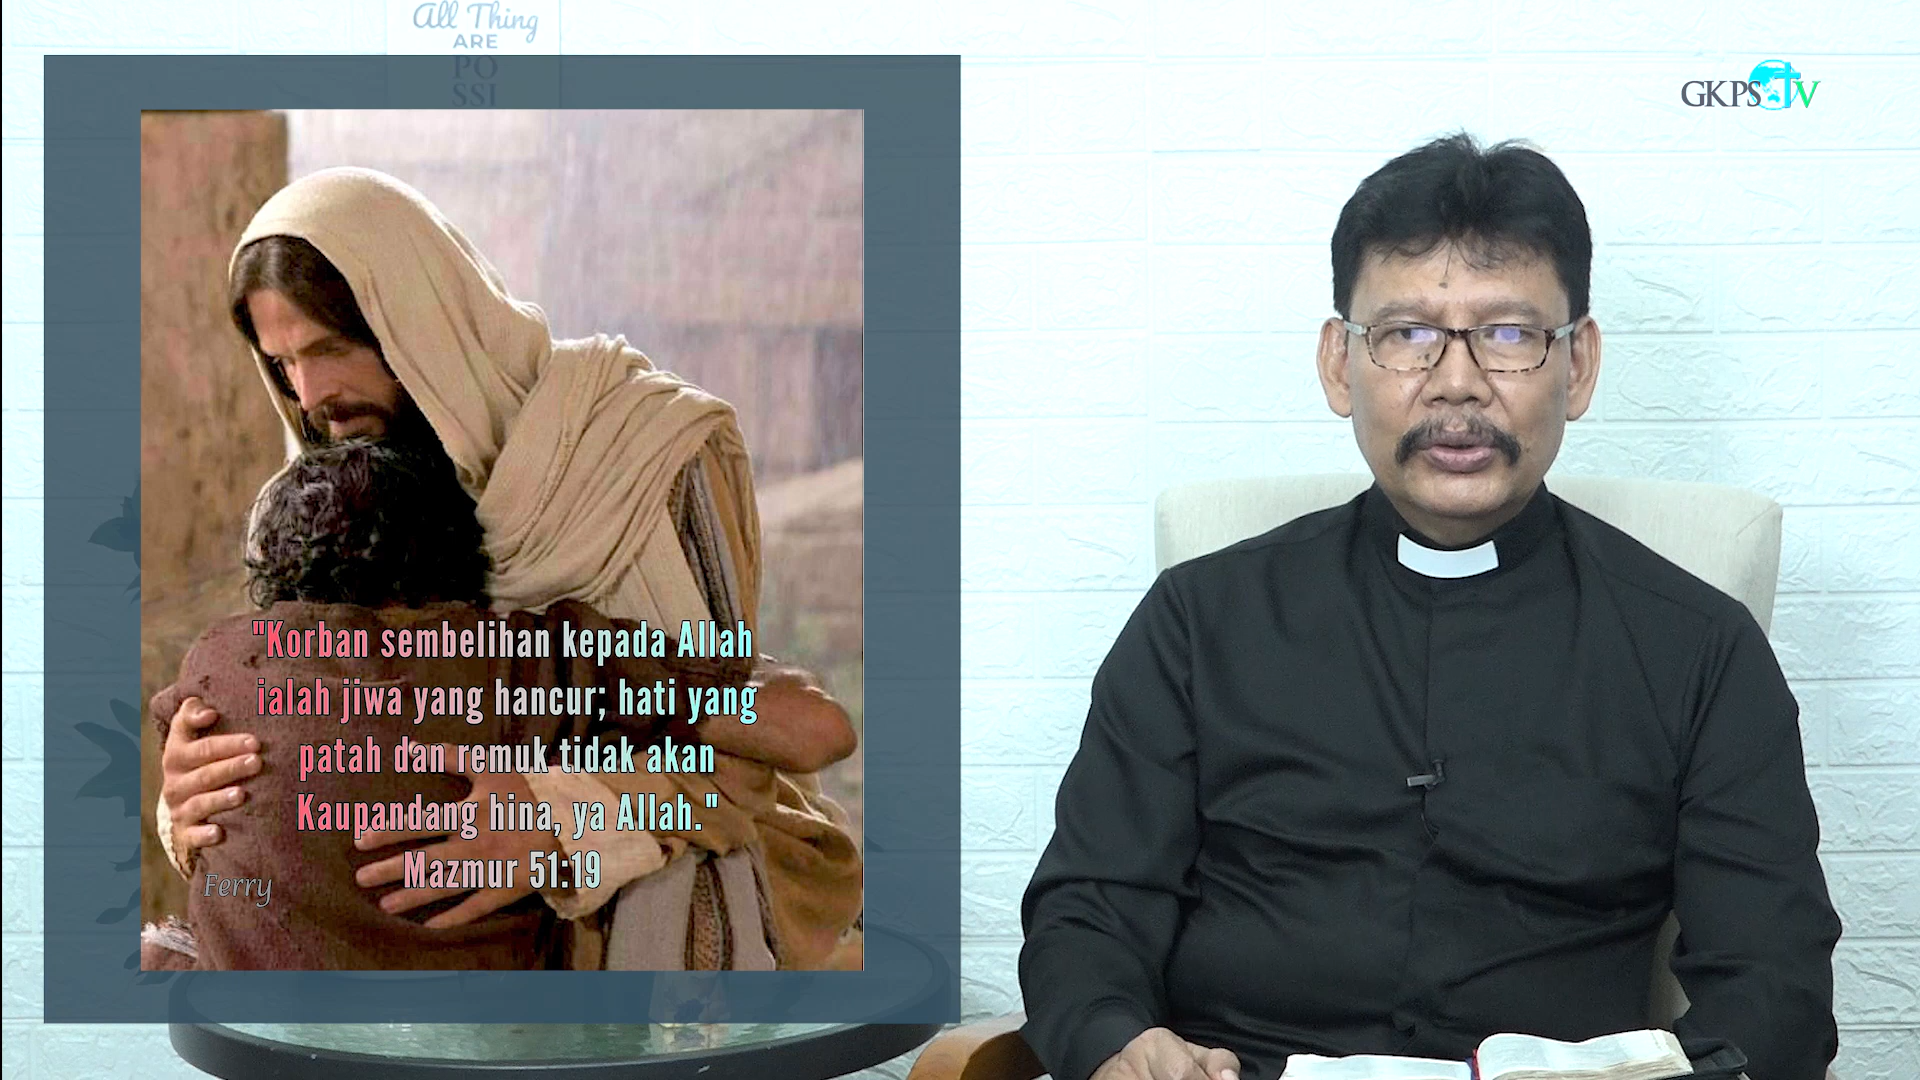 All Thing
ARE
PO
SSI
GKPS TV
"Korban sembelihan kepada Allah
ialah jiwa yang hancur; hati yang
patah dan remuk tidak akan
Kaupandang hina, ya Allah."
Mazmur 51:19
Ferry